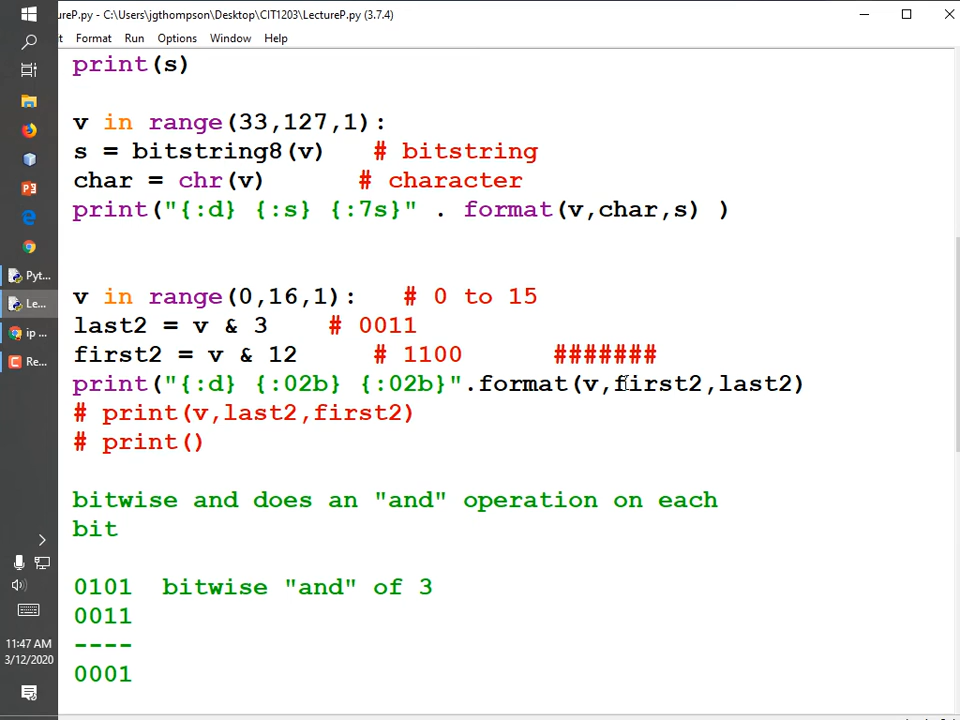 ureP.py - C:\Users\jgthompson\Desktop\CIT1203\LectureP.py (3.7.4)
t Format Run Options Window Help
print(s)
v in range(33,127,1):
s = bitstring8(v) # bitstring
char = chr(v) # character
print("{:d} {:s} {:7s}" . format(v,char,s) )
v in range(0,16,1): # 0 to 15
last2 = v & 3 # 0011
first2 = v & 12 # 1100 #######
print("{:d} {:02b} {:02b}".format(v,first2,last2)
# print(v,last2,first2)
# print()
bitwise and does an "and" operation on each
bit
0101 bitwise "and" of 3
0011
----
0001
Pyt...
Le...
ip ...
Re...
11:47 AM
3/12/2020